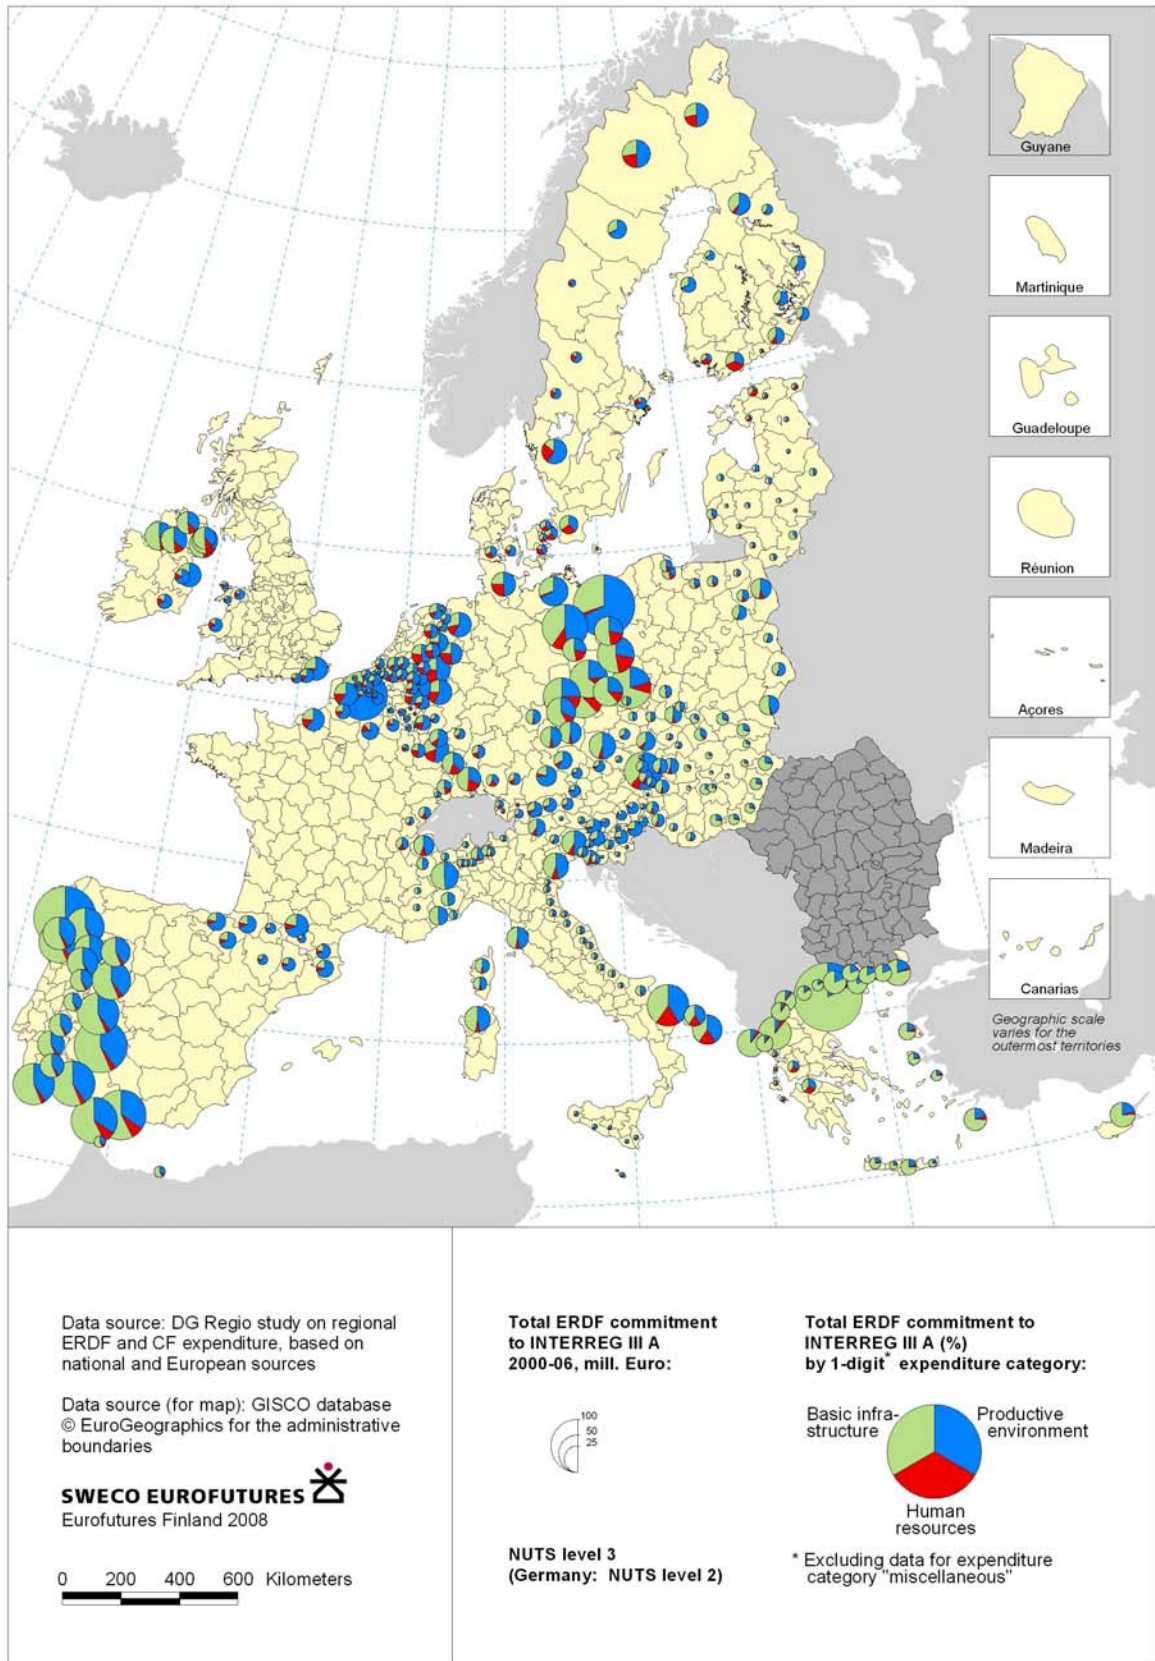 Guyane
Martinique
Guadeloupe
Réunion
Açores
Madeira
Canarias
Geographic scale
varies for the
outermost territories
Data source: DG Regio study on regional
ERDF and CF expenditure, based on
national and European sources
Data source (for map): GISCO database
© EuroGeographics for the administrative
boundaries
SWECO EUROFUTURES
Eurofutures Finland 2008
0 200 400 600 Kilometers
Total ERDF commitment
to INTERREG III A
2000-06, mill. Euro:
100
50
25
NUTS level 3
(Germany: NUTS level 2)
Total ERDF commitment to
INTERREG III A (%)
by 1-digit* expenditure category:
Basic infra-
structure
Productive
environment
Human
resources
* Excluding data for expenditure
category "miscellaneous"